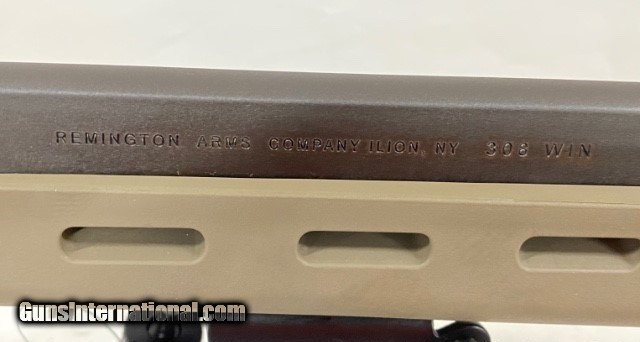 REMINGTON ARMS COMPANY ILION, NY 308 WIN
GunsInternational.com